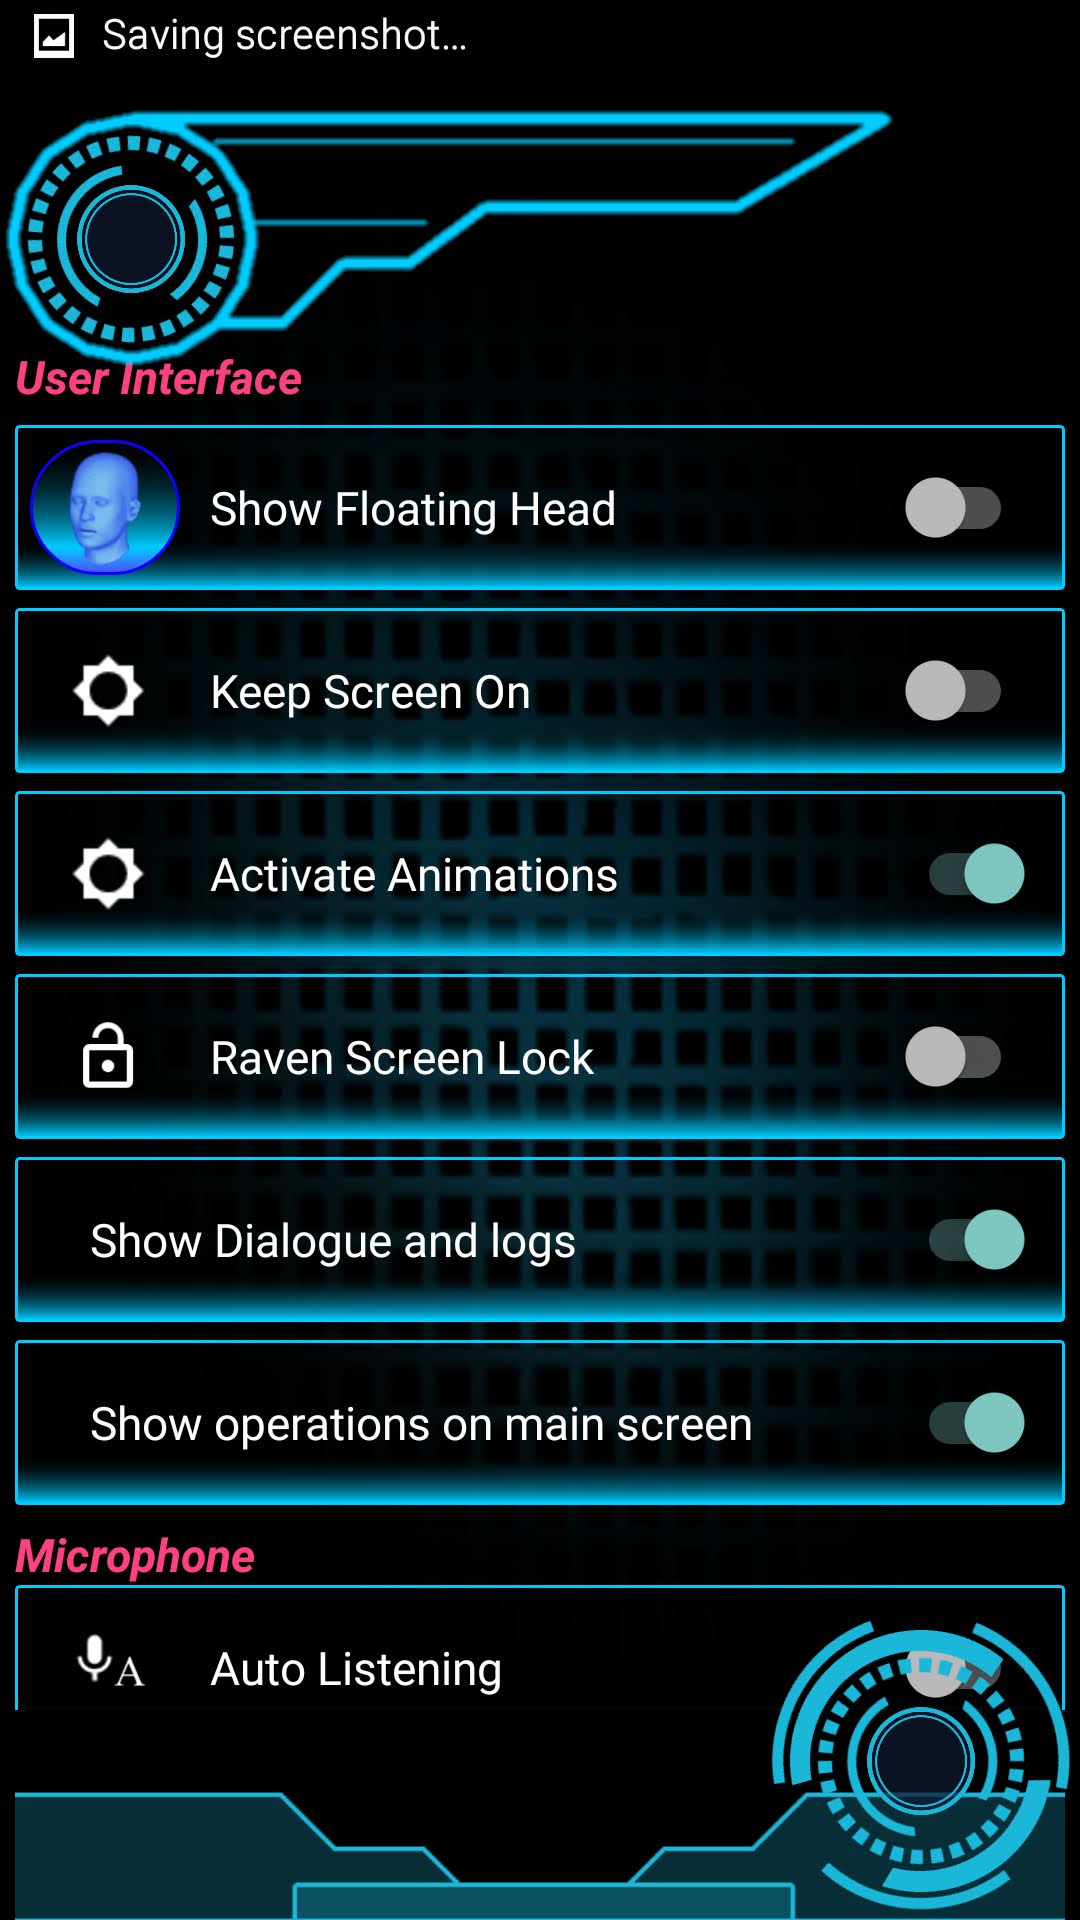 Saving screenshot...
User Interface
Show Floating Head
Keep Screen On
Activate Animations
Raven Screen Lock
Show Dialogue and logs
Show operations on main screen
Microphone
A
Auto Listening